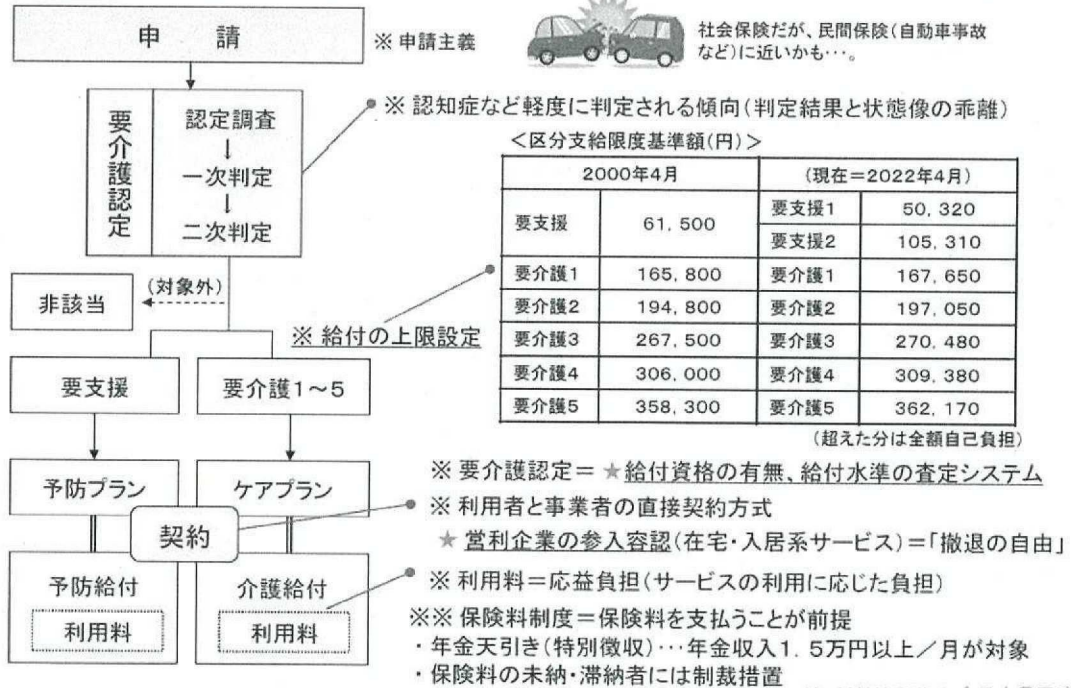 申　請
※ 申請主義
社会保険だが、民間保険(自動車事故
など)に近いかも･･･。
要介護認定
認定調査
↓
一次判定
↓
二次判定
※ 認知症など軽度に判定される傾向(判定結果と状態像の乖離)
＜区分支給限度基準額(円)＞
2000年4月 (現在＝2022年4月)
要支援 61, 500 要支援1 50, 320
要支援2 105, 310
要介護1 165, 800 要介護1 167, 650
要介護2 194, 800 要介護2 197, 050
要介護3 267, 500 要介護3 270, 480
要介護4 306, 000 要介護4 309, 380
要介護5 358, 300 要介護5 362, 170
(超えた分は全額自己負担)
(対象外)
非該当
※ 給付の上限設定
要支援
要介護1～5
予防プラン
ケアプラン
契約
予防給付
利用料
介護給付
利用料
※ 要介護認定＝ ★給付資格の有無、給付水準の査定システム
※ 利用者と事業者の直接契約方式
★ 営利企業の参入容認(在宅・入居系サービス)＝「撤退の自由」
※ 利用料＝応益負担(サービスの利用に応じた負担)
※※ 保険料制度＝保険料を支払うことが前提
・年金天引き(特別徴収)･･･年金収入1. 5万円以上／月が対象
・保険料の未納・滞納者には制裁措置